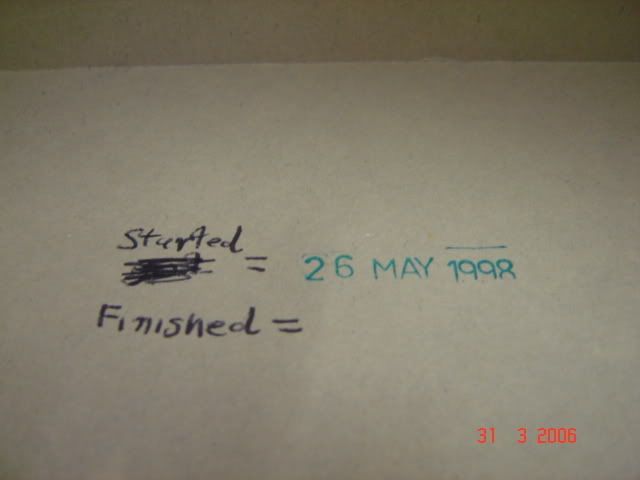 Started
= 26 MAY 1998
Finished =
31 3 2006